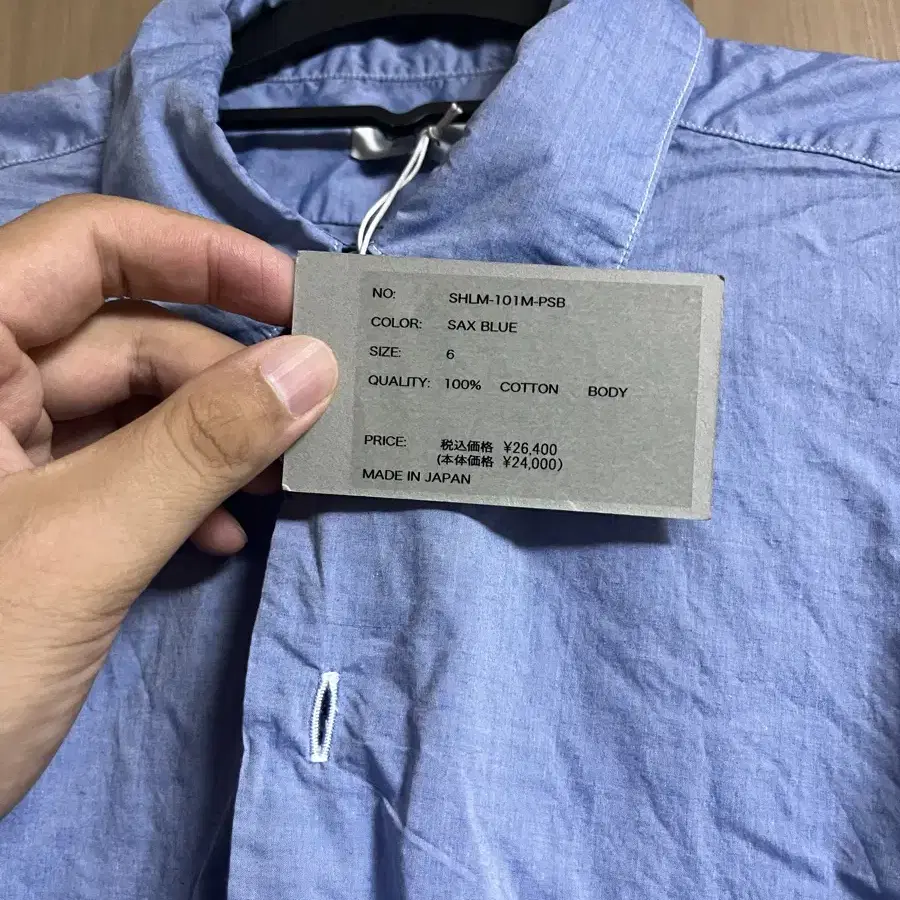 NO: SHLM-101M-PSB
COLOR: SAX BLUE
SIZE: 6
QUALITY: 100% COTTON BODY
PRICE: 税込価格 ¥26,400
(本体価格 ¥24,000)
MADE IN JAPAN